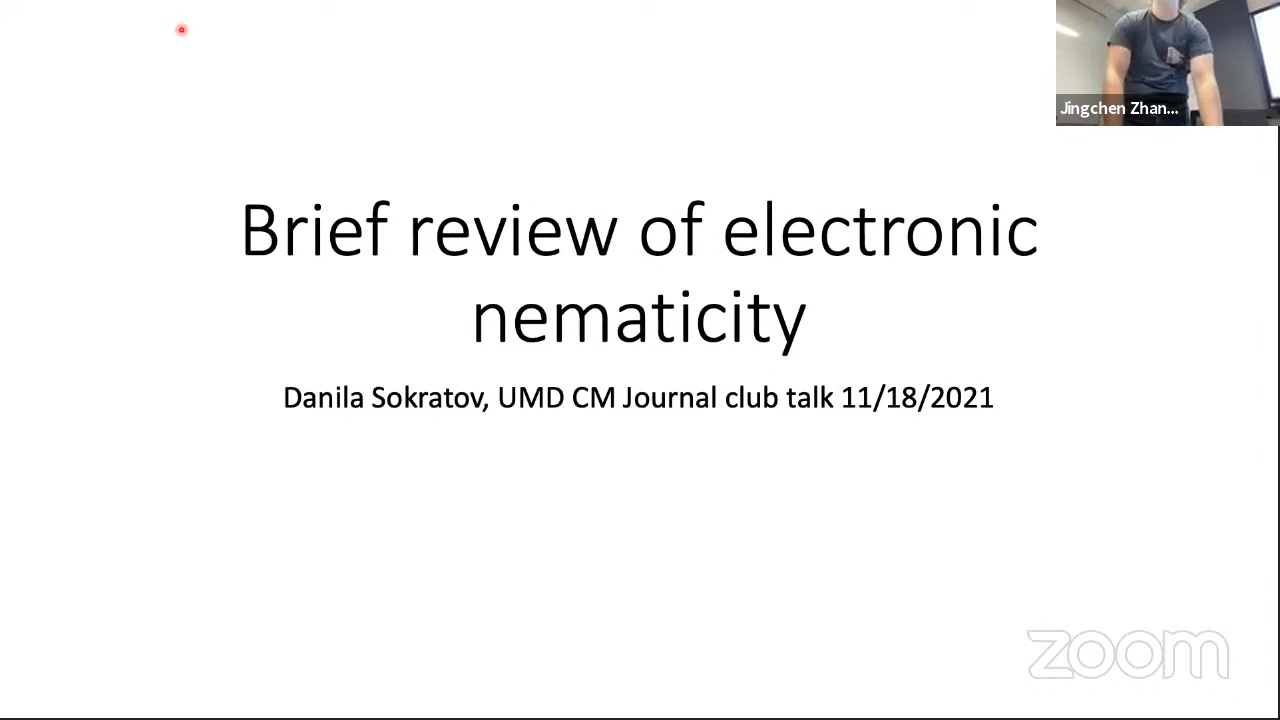 Jingchen Zhan...
Brief review of electronic
nematicity
Danila Sokratov, UMD CM Journal club talk 11/18/2021
zoom